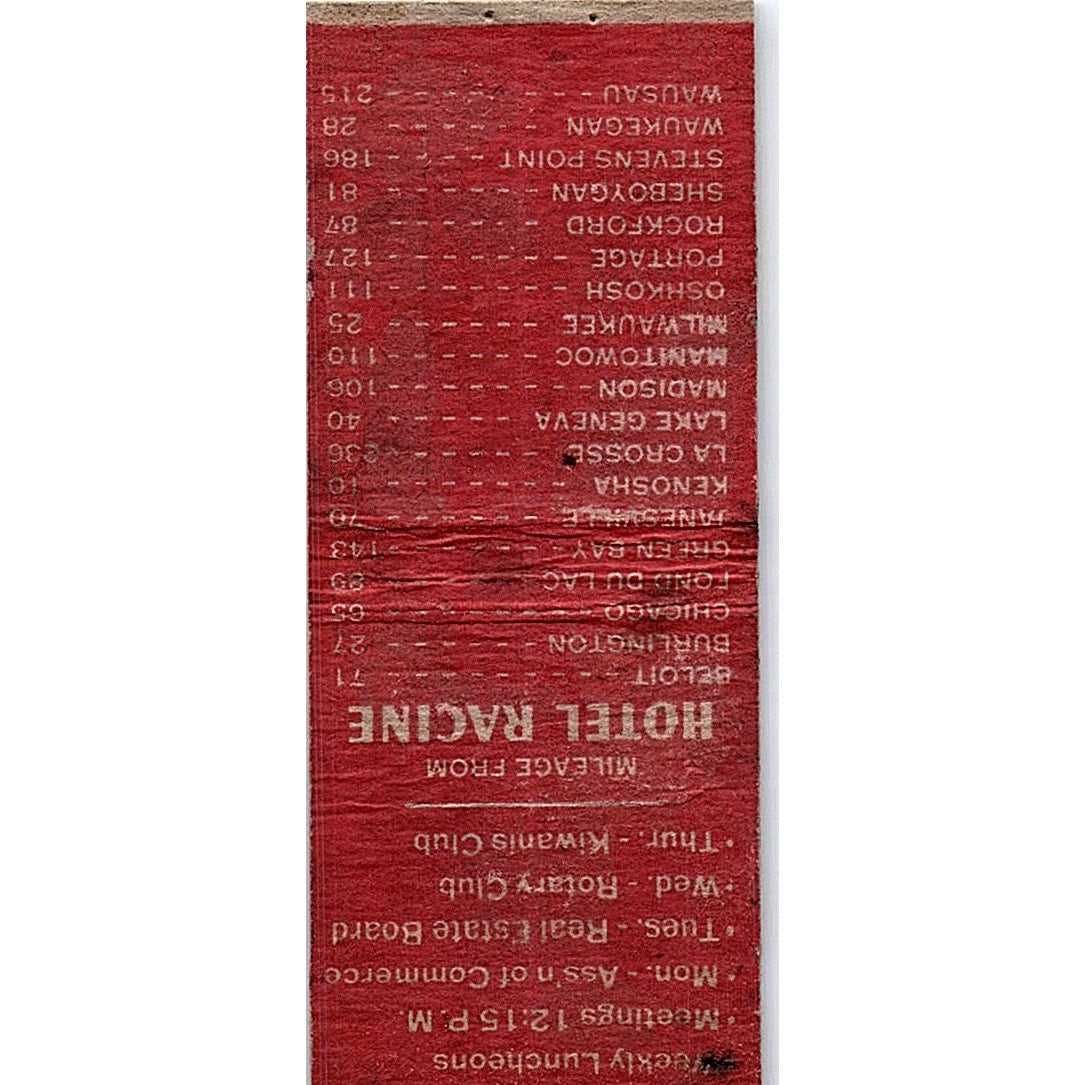 Weekly Luncheons
• Meetings 12:15 P.M.
• Mon. - Ass'n of Commerce
• Tues. - Real Estate Board
• Wed. - Rotary Club
• Thur. - Kiwanis Club
MILEAGE FROM
HOTEL RACINE
BELOIT - - - - - - - - - 71
BURLINGTON - - - - - - - 27
CHICAGO - - - - - - - - 65
FOND DU LAC - - - - - -
GREEN BAY - - - - - - - 143
JANESVILLE - - - - - - - 70
KENOSHA - - - - - - - 10
LA CROSSE - - - - - - - 236
LAKE GENEVA - - - - - - 40
MADISON - - - - - - - - 106
MANITOWOC - - - - - - - 110
MILWAUKEE - - - - - - - 25
OSHKOSH - - - - - - - - 111
PORTAGE - - - - - - - - 127
ROCKFORD - - - - - - - 87
SHEBOYGAN - - - - - - - 81
STEVENS POINT - - - - - 186
WAUKEGAN - - - - - - - 28
WAUSAU - - - - - - - - 215